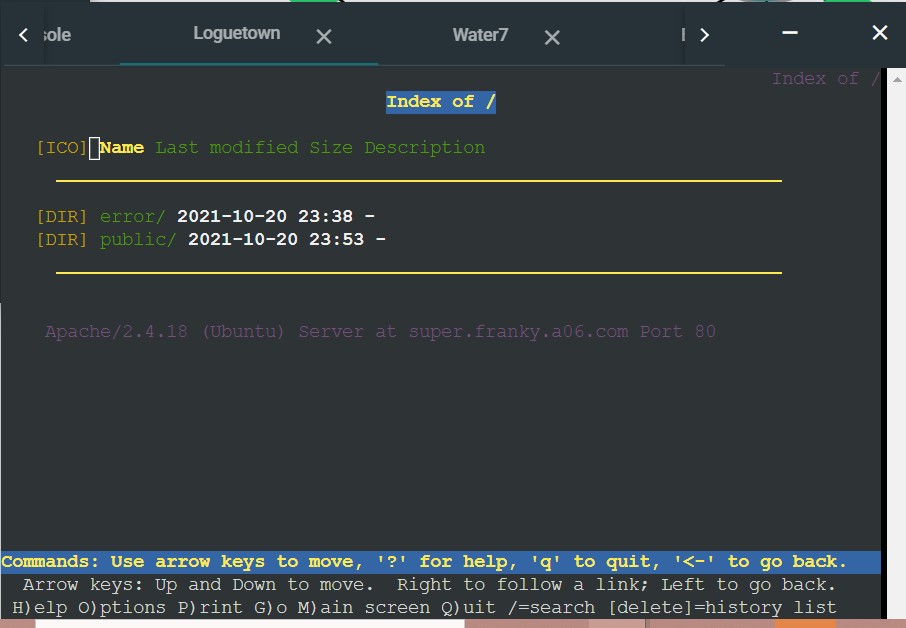 sole Loguetown Water7
Index of /
Index of /
[ICO] Name Last modified Size Description
[DIR] error/ 2021-10-20 23:38 -
[DIR] public/ 2021-10-20 23:53 -
Apache/2.4.18 (Ubuntu) Server at super.franky.a06.com Port 80
Commands: Use arrow keys to move, '?' for help, 'q' to quit, '<-' to go back.
Arrow keys: Up and Down to move.  Right to follow a link; Left to go back.
H)elp O)ptions P)rint G)o M)ain screen Q)uit /=search [delete]=history list